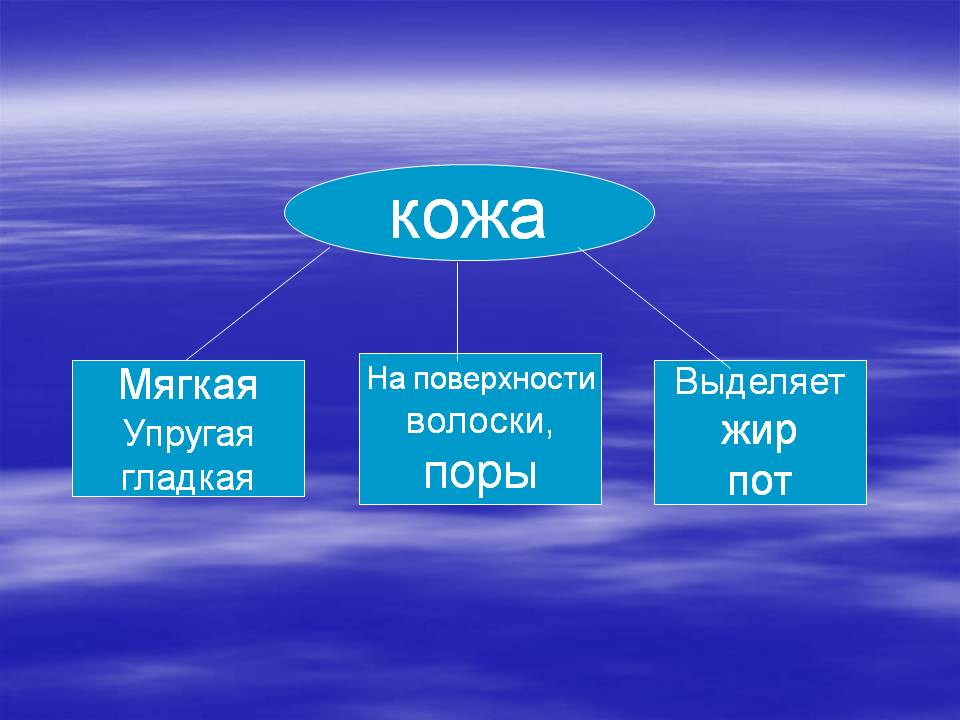 кожа
Мягкая
Упругая
гладкая
На поверхности
волоски,
поры
Выделяет
жир
пот